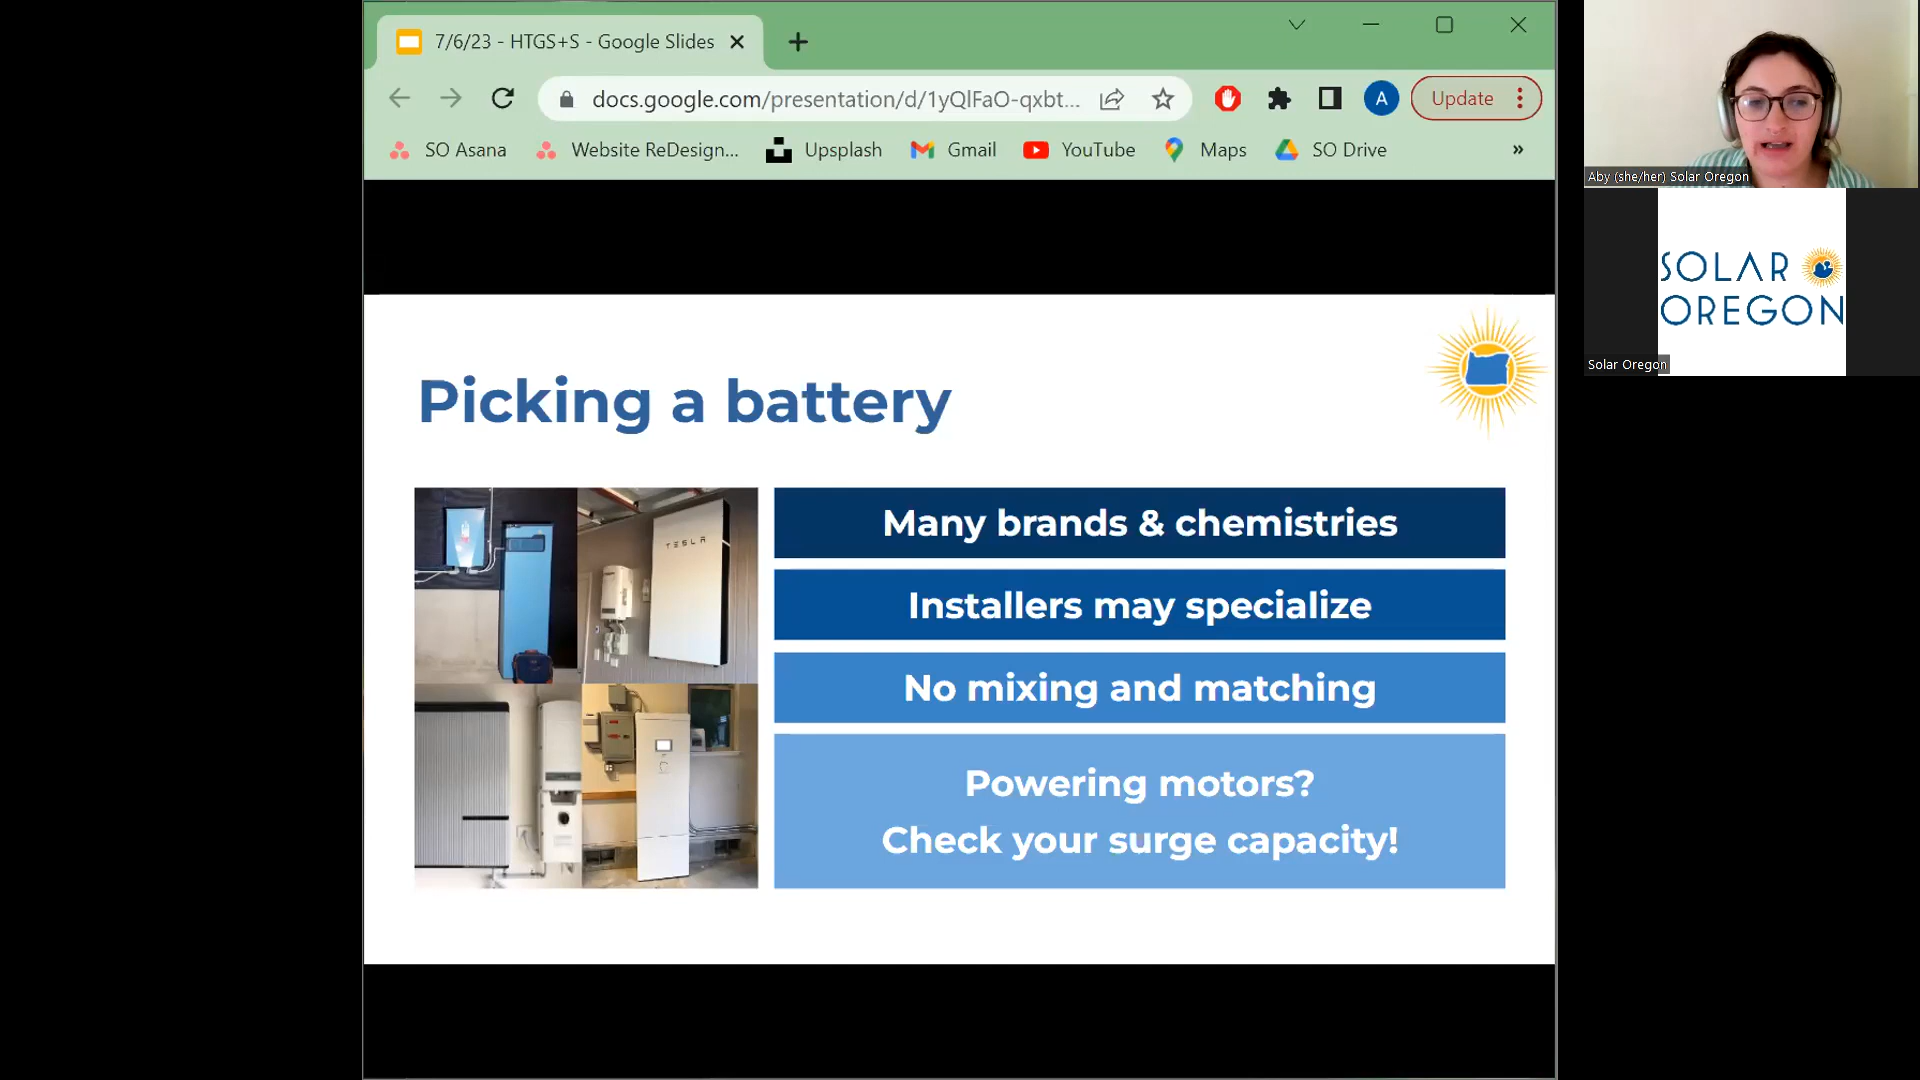 7/6/23 - HTGS+S - Google Slides
docs.google.com/presentation/d/1yQlFaO-qxbt...
A
Update
SO Asana
Website ReDesign...
Upsplash
Gmail
YouTube
Maps
SO Drive
»
Picking a battery
TESLA
Many brands & chemistries
Installers may specialize
No mixing and matching
Powering motors?
Check your surge capacity!
Aby (she/her) Solar Oregon
SOLAR
OREGON
Solar Oregon